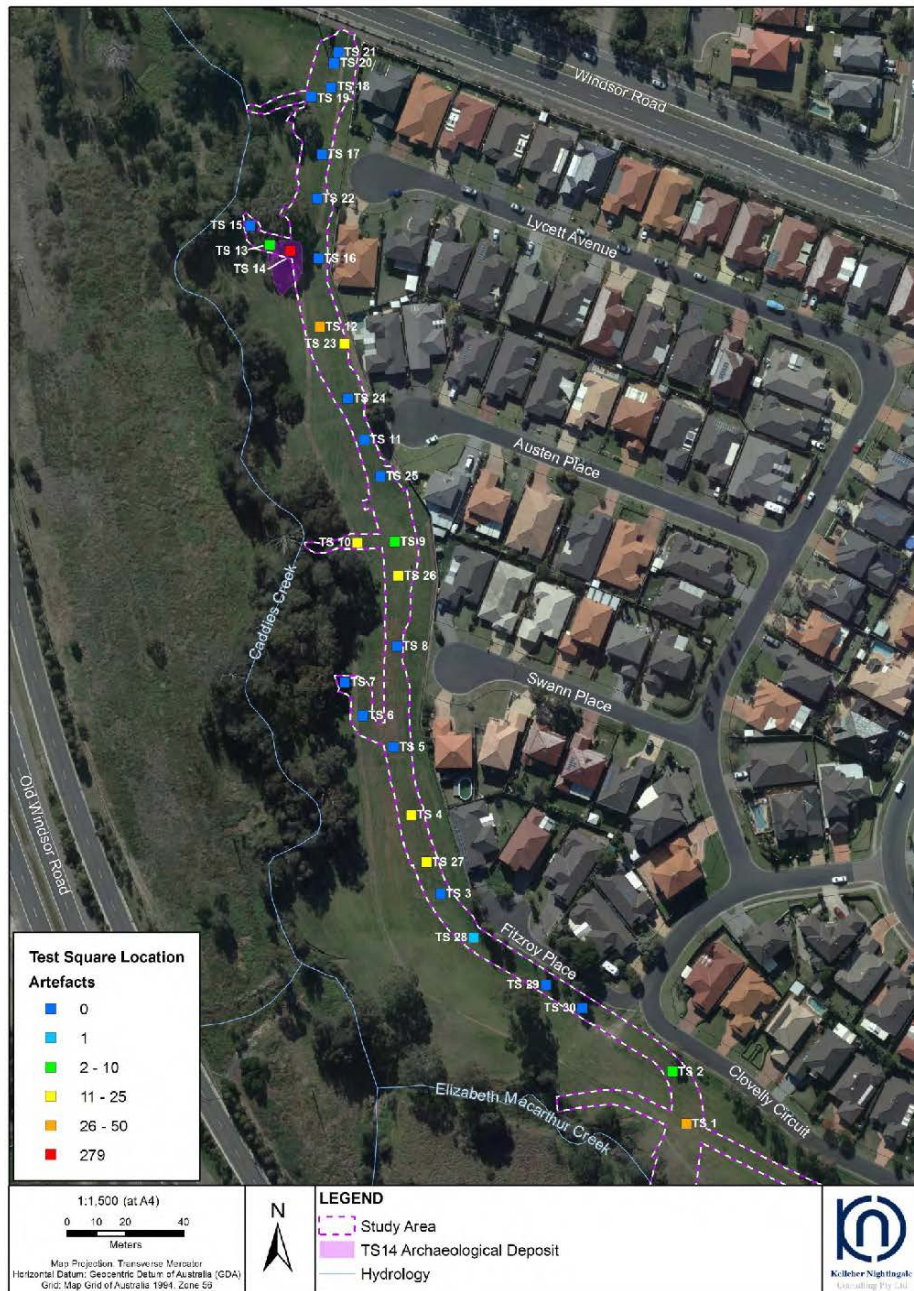 TS 21
TS 20
TS 18
TS 19
Windsor Road
TS 17
TS 22
Lycett Avenue
TS 15
TS 13
TS 14
TS 16
TS 12
TS 23
TS 24
TS 11
Austen Place
TS 25
TS 10
TS 9
TS 26
Caddies Creek
TS 8
Swann Place
TS 7
TS 6
TS 5
Old Windsor Road
TS 4
TS 27
TS 3
TS 28
Fitzroy Place
TS 29
TS 30
TS 2
Clovelly Circuit
Elizabeth Macarthur Creek
TS 1
Test Square Location
Artefacts
0
1
2 - 10
11 - 25
26 - 50
279
1:1,500 (at A4)
0 10 20 40
Meters
Map Projection: Transverse Mercator
Horizontal Datum: Geocentric Datum of Australia (GDA)
Grid: Map Grid of Australia 1994, Zone 56
N
LEGEND
Study Area
TS14 Archaeological Deposit
Hydrology
Kelleher Nightingale
Consulting Pty Ltd